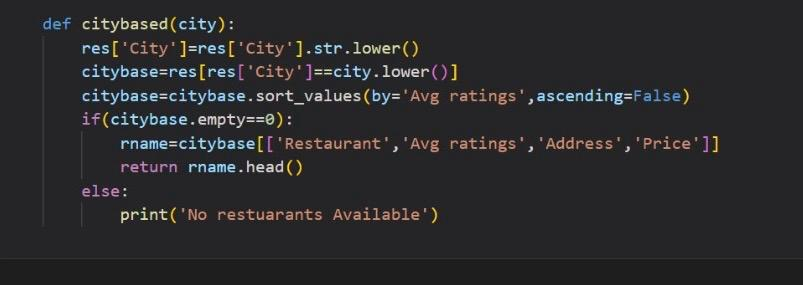 def citybased(city):
    res['City']=res['City'].str.lower()
    citybase=res[res['City']==city.lower()]
    citybase=citybase.sort_values(by='Avg ratings',ascending=False)
    if(citybase.empty==0):
        rname=citybase[['Restaurant','Avg ratings','Address','Price']]
        return rname.head()
    else:
        print('No restuarants Available')